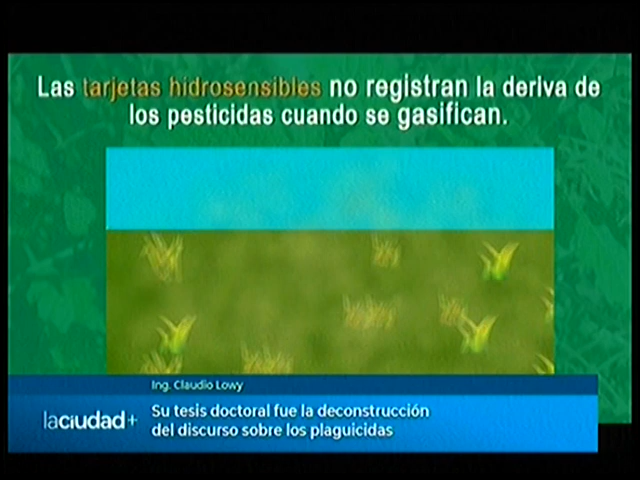 Las tarjetas hidrosensibles no registran la deriva de
los pesticidas cuando se gasifican.
Ing. Claudio Lowy
laciudad+
Su tesis doctoral fue la deconstrucción
del discurso sobre los plaguicidas